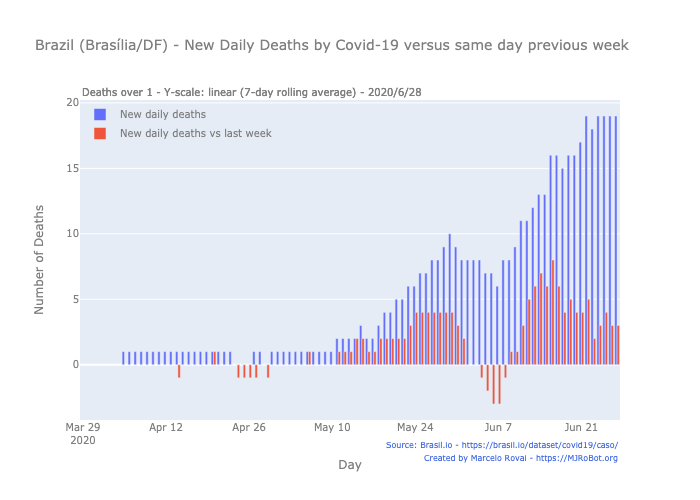 Brazil (Brasília/DF) - New Daily Deaths by Covid-19 versus same day previous week
Deaths over 1 - Y-scale: linear (7-day rolling average) - 2020/6/28
New daily deaths
New daily deaths vs last week
Number of Deaths
20
15
10
5
0
Mar 29
2020
Apr 12
Apr 26
May 10
May 24
Jun 7
Jun 21
Day
Source: Brasil.io - https://brasil.io/dataset/covid19/caso/
Created by Marcelo Rovai - https://MJRoBot.org